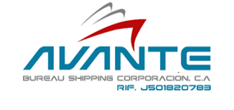 AVANTE
BUREAU SHIPPING CORPORACIÓN, C.A
RIF. J501820783